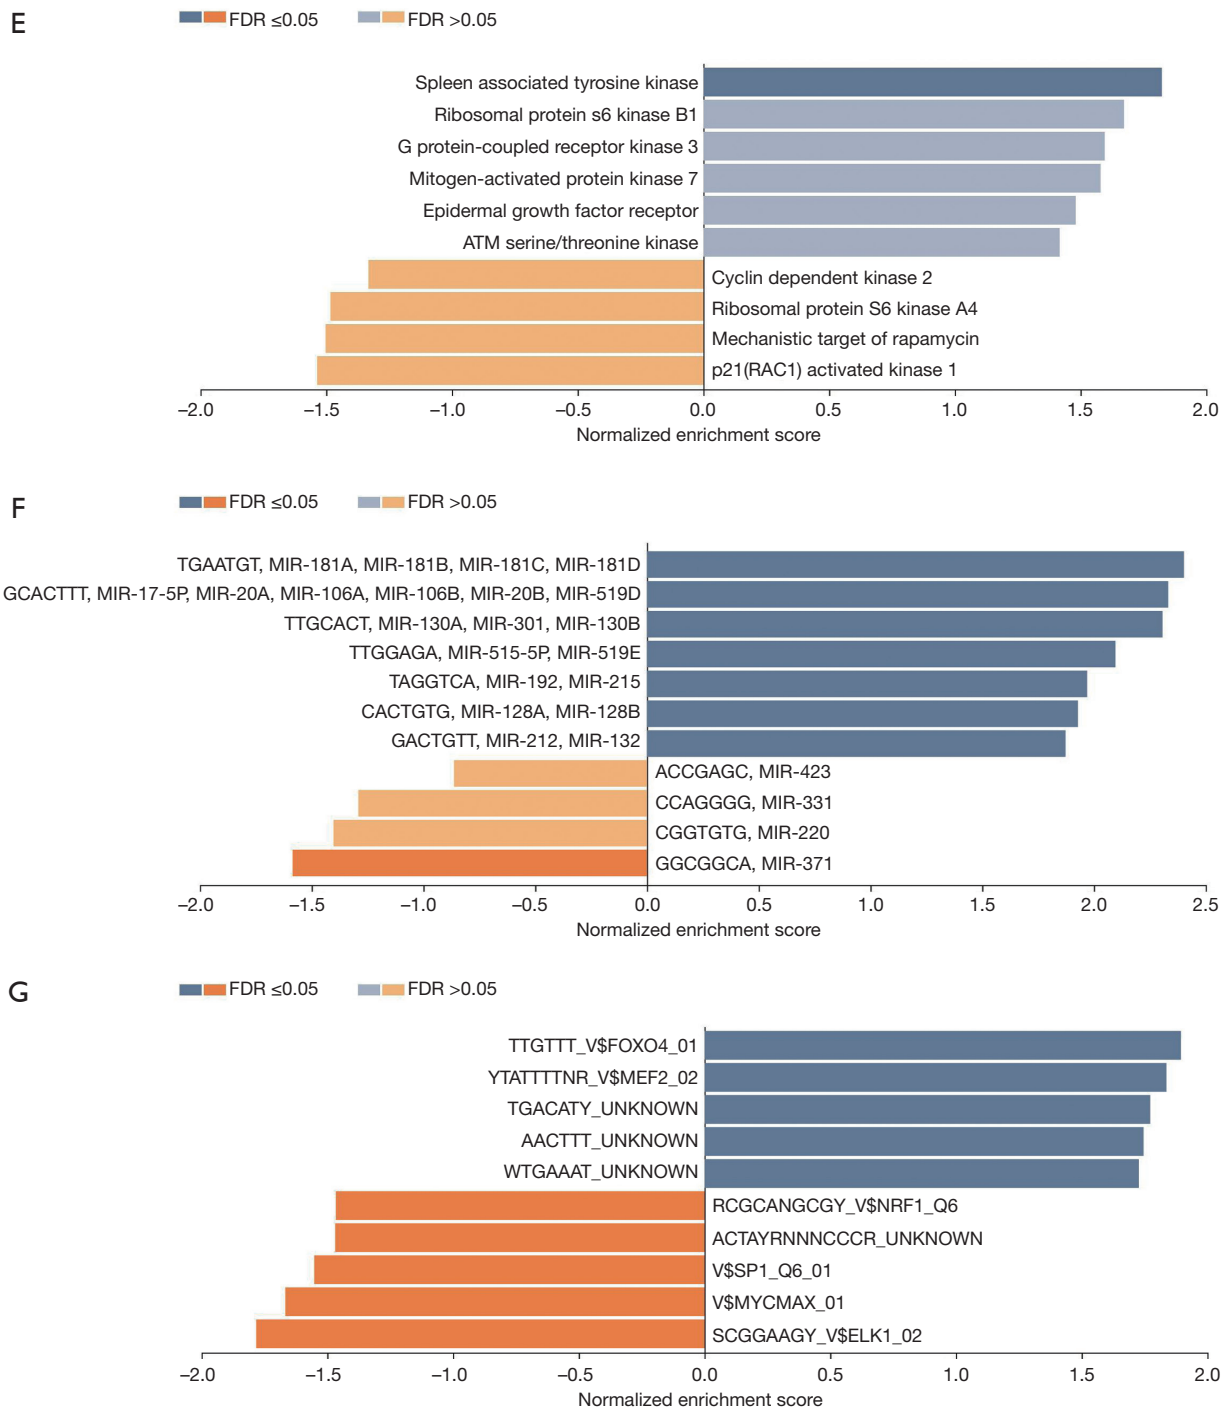 E
FDR ≤0.05 FDR >0.05
Spleen associated tyrosine kinase
Ribosomal protein s6 kinase B1
G protein-coupled receptor kinase 3
Mitogen-activated protein kinase 7
Epidermal growth factor receptor
ATM serine/threonine kinase
Cyclin dependent kinase 2
Ribosomal protein S6 kinase A4
Mechanistic target of rapamycin
p21(RAC1) activated kinase 1
−2.0 −1.5 −1.0 −0.5 0.0 0.5 1.0 1.5 2.0
Normalized enrichment score
F
FDR ≤0.05 FDR >0.05
TGAATGT, MIR-181A, MIR-181B, MIR-181C, MIR-181D
GCACTTT, MIR-17-5P, MIR-20A, MIR-106A, MIR-106B, MIR-20B, MIR-519D
TTGCACT, MIR-130A, MIR-301, MIR-130B
TTGGAGA, MIR-515-5P, MIR-519E
TAGGTCA, MIR-192, MIR-215
CACTGTG, MIR-128A, MIR-128B
GACTGTT, MIR-212, MIR-132
ACCGAGC, MIR-423
CCAGGGG, MIR-331
CGGTGTG, MIR-220
GGCGGCA, MIR-371
−2.0 −1.5 −1.0 −0.5 0.0 0.5 1.0 1.5 2.0 2.5
Normalized enrichment score
G
FDR ≤0.05 FDR >0.05
TTGTTT_V$FOXO4_01
YTATTTTNR_V$MEF2_02
TGACATY_UNKNOWN
AACTTT_UNKNOWN
WTGAAAT_UNKNOWN
RCGCANGCGY_V$NRF1_Q6
ACTAYRNNNCCCR_UNKNOWN
V$SP1_Q6_01
V$MYCMAX_01
SCGGAAGY_V$ELK1_02
−2.0 −1.5 −1.0 −0.5 0.0 0.5 1.0 1.5 2.0
Normalized enrichment score